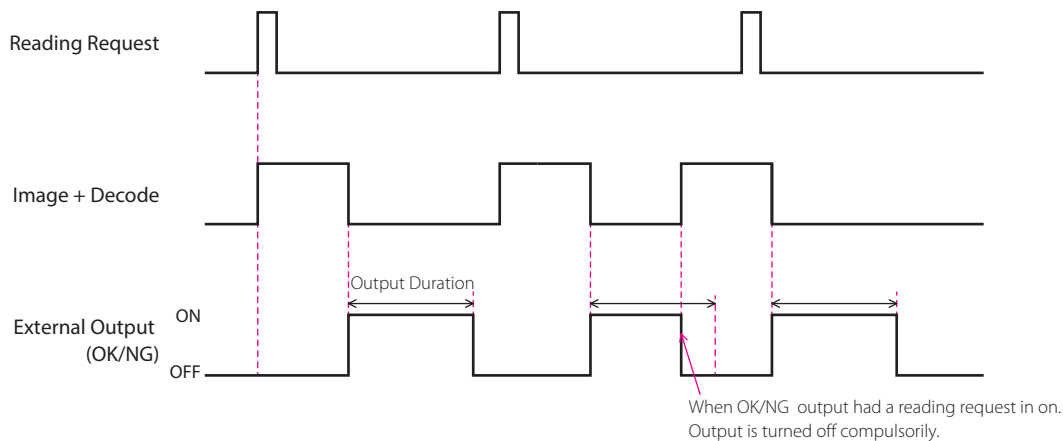 Reading Request
Image + Decode
Output Duration
ON
External Output
(OK/NG)
OFF
When OK/NG output had a reading request in on.
Output is turned off compulsorily.